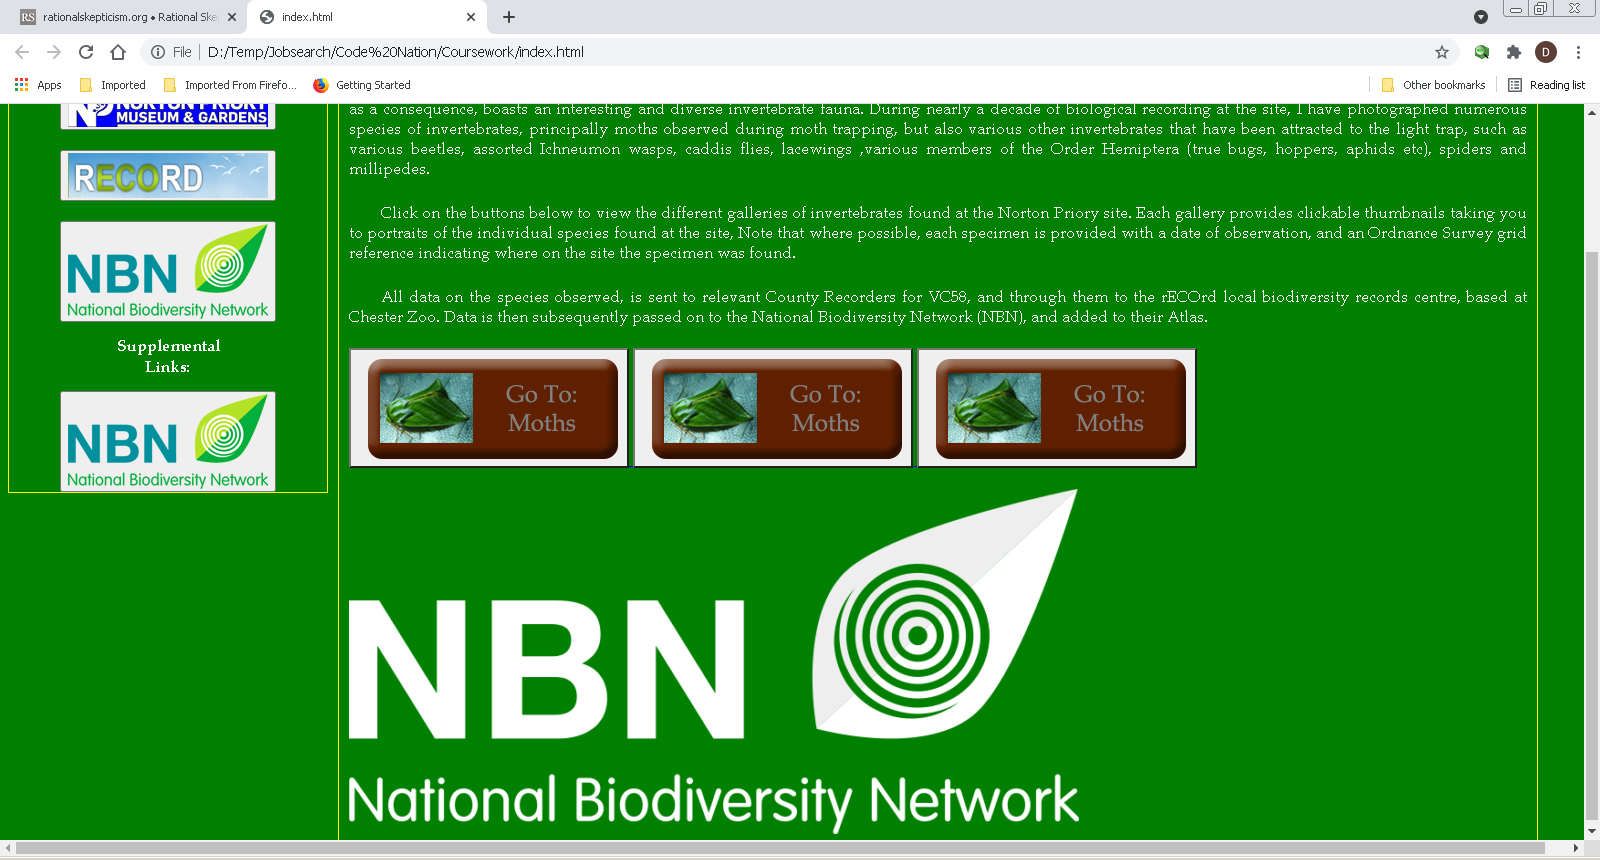 RS rationalskepticism.org • Rational Ske
index.html
File
D:/Temp/Jobsearch/Code%20Nation/Coursework/index.html
D
Apps
Imported
Imported From Firefo...
Getting Started
Other bookmarks
Reading list
NORTON PRIORY
MUSEUM & GARDENS
RECORD
NBN
National Biodiversity Network
Supplemental
Links:
NBN
National Biodiversity Network
as a consequence, boasts an interesting and diverse invertebrate fauna. During nearly a decade of biological recording at the site, I have photographed numerous
species of invertebrates, principally moths observed during moth trapping, but also various other invertebrates that have been attracted to the light trap, such as
various beetles, assorted Ichneumon wasps, caddis flies, lacewings ,various members of the Order Hemiptera (true bugs, hoppers, aphids etc), spiders and
millipedes.
Click on the buttons below to view the different galleries of invertebrates found at the Norton Priory site. Each gallery provides clickable thumbnails taking you
to portraits of the individual species found at the site, Note that where possible, each specimen is provided with a date of observation, and an Ordnance Survey grid
reference indicating where on the site the specimen was found.
All data on the species observed, is sent to relevant County Recorders for VC58, and through them to the rECOrd local biodiversity records centre, based at
Chester Zoo. Data is then subsequently passed on to the National Biodiversity Network (NBN), and added to their Atlas.
Go To:
Moths
Go To:
Moths
Go To:
Moths
NBN
National Biodiversity Network